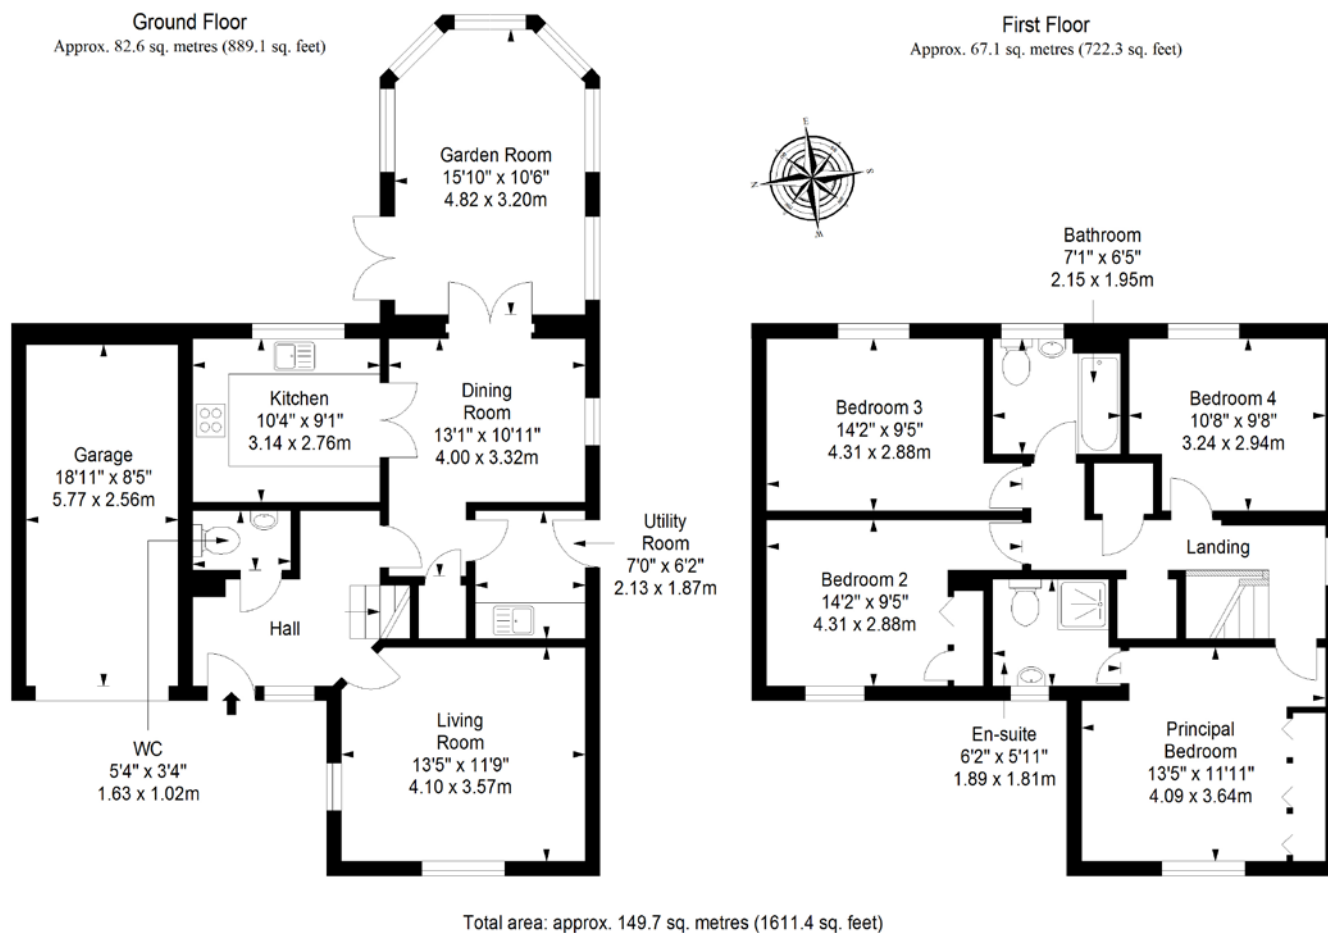 Ground Floor
Approx. 82.6 sq. metres (889.1 sq. feet)
First Floor
Approx. 67.1 sq. metres (722.3 sq. feet)
Garden Room
15'10" x 10'6"
4.82 x 3.20m
E
S
N
W
Kitchen
10'4" x 9'1"
3.14 x 2.76m
Dining
Room
13'1" x 10'11"
4.00 x 3.32m
Garage
18'11" x 8'5"
5.77 x 2.56m
Utility
Room
7'0" x 6'2"
2.13 x 1.87m
Hall
Living
Room
13'5" x 11'9"
4.10 x 3.57m
WC
5'4" x 3'4"
1.63 x 1.02m
Bathroom
7'1" x 6'5"
2.15 x 1.95m
Bedroom 3
14'2" x 9'5"
4.31 x 2.88m
Bedroom 4
10'8" x 9'8"
3.24 x 2.94m
Landing
Bedroom 2
14'2" x 9'5"
4.31 x 2.88m
En-suite
6'2" x 5'11"
1.89 x 1.81m
Principal
Bedroom
13'5" x 11'11"
4.09 x 3.64m
Total area: approx. 149.7 sq. metres (1611.4 sq. feet)